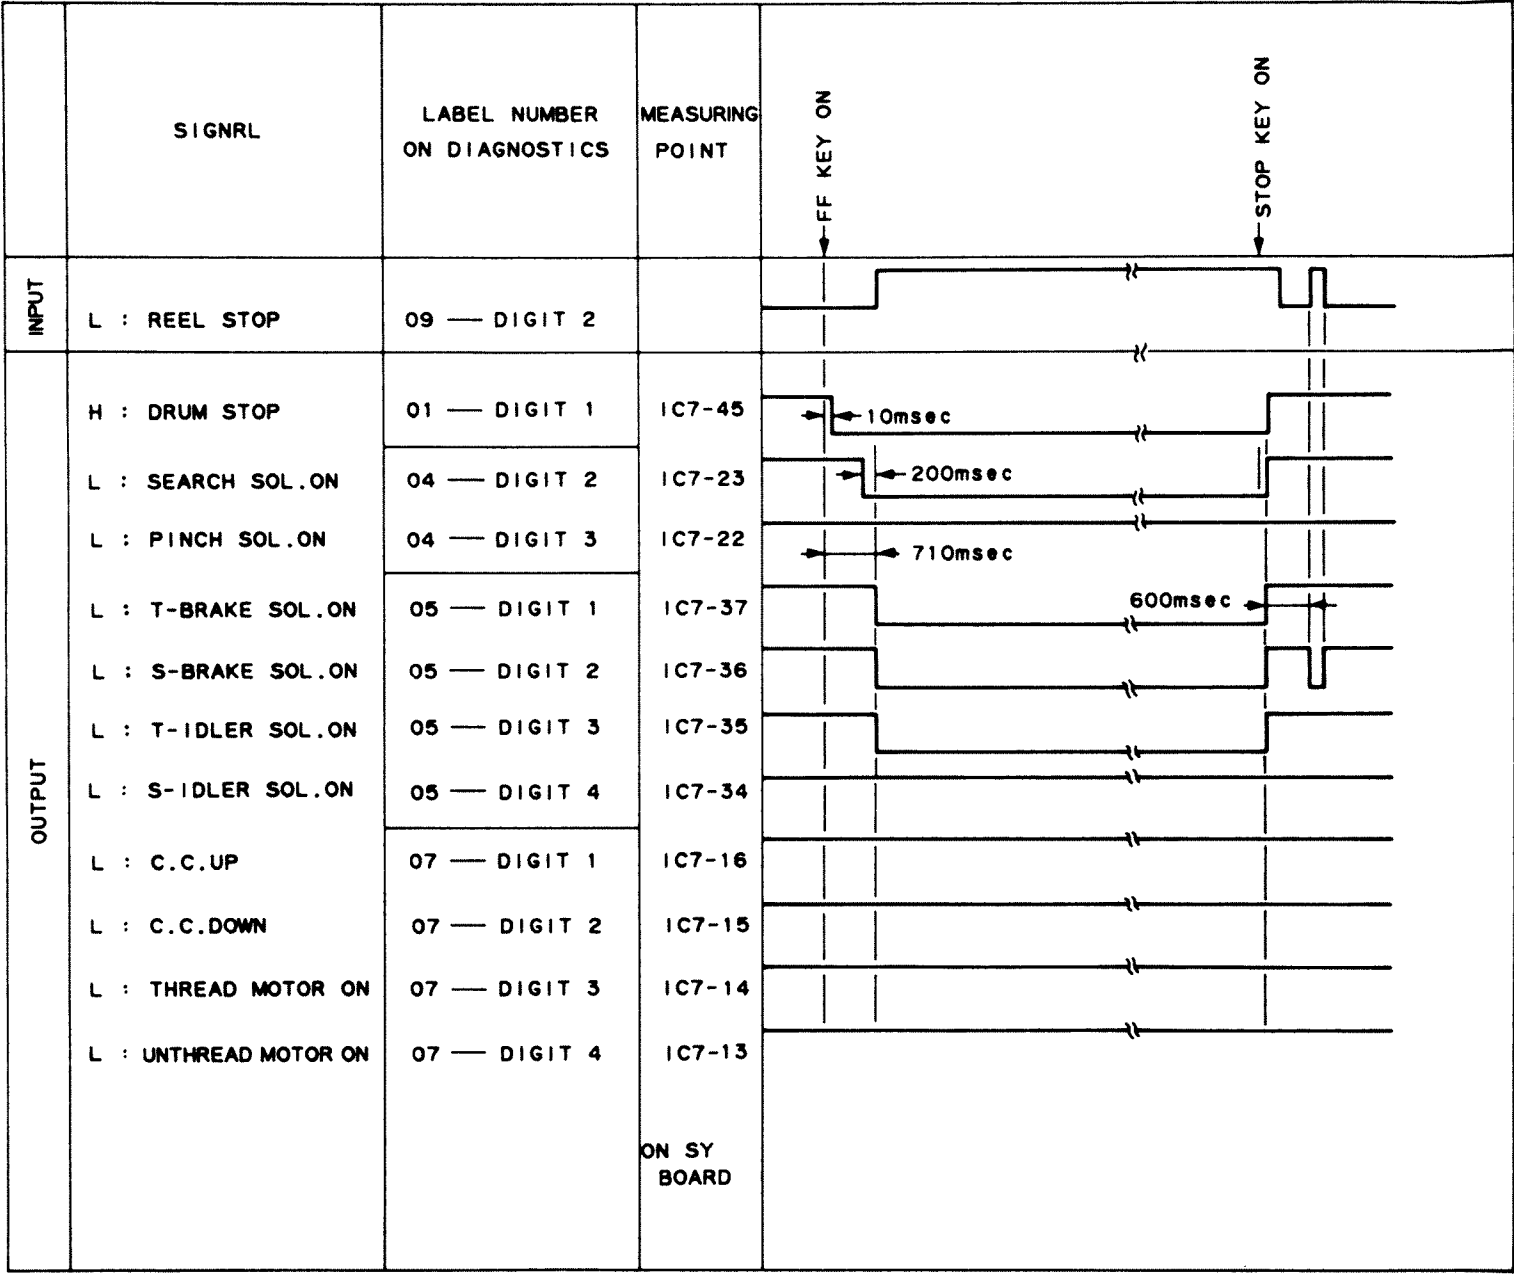 SIGNRL
LABEL NUMBER
ON DIAGNOSTICS
MEASURING
POINT
FF KEY ON
STOP KEY ON
INPUT
L : REEL STOP 09 — DIGIT 2
OUTPUT
H : DRUM STOP 01 — DIGIT 1 IC7-45 10msec
L : SEARCH SOL.ON 04 — DIGIT 2 IC7-23 200msec
L : PINCH SOL.ON 04 — DIGIT 3 IC7-22 710msec
L : T-BRAKE SOL.ON 05 — DIGIT 1 IC7-37 600msec
L : S-BRAKE SOL.ON 05 — DIGIT 2 IC7-36
L : T-IDLER SOL.ON 05 — DIGIT 3 IC7-35
L : S-IDLER SOL.ON 05 — DIGIT 4 IC7-34
L : C.C.UP 07 — DIGIT 1 IC7-16
L : C.C.DOWN 07 — DIGIT 2 IC7-15
L : THREAD MOTOR ON 07 — DIGIT 3 IC7-14
L : UNTHREAD MOTOR ON 07 — DIGIT 4 IC7-13
ON SY
BOARD